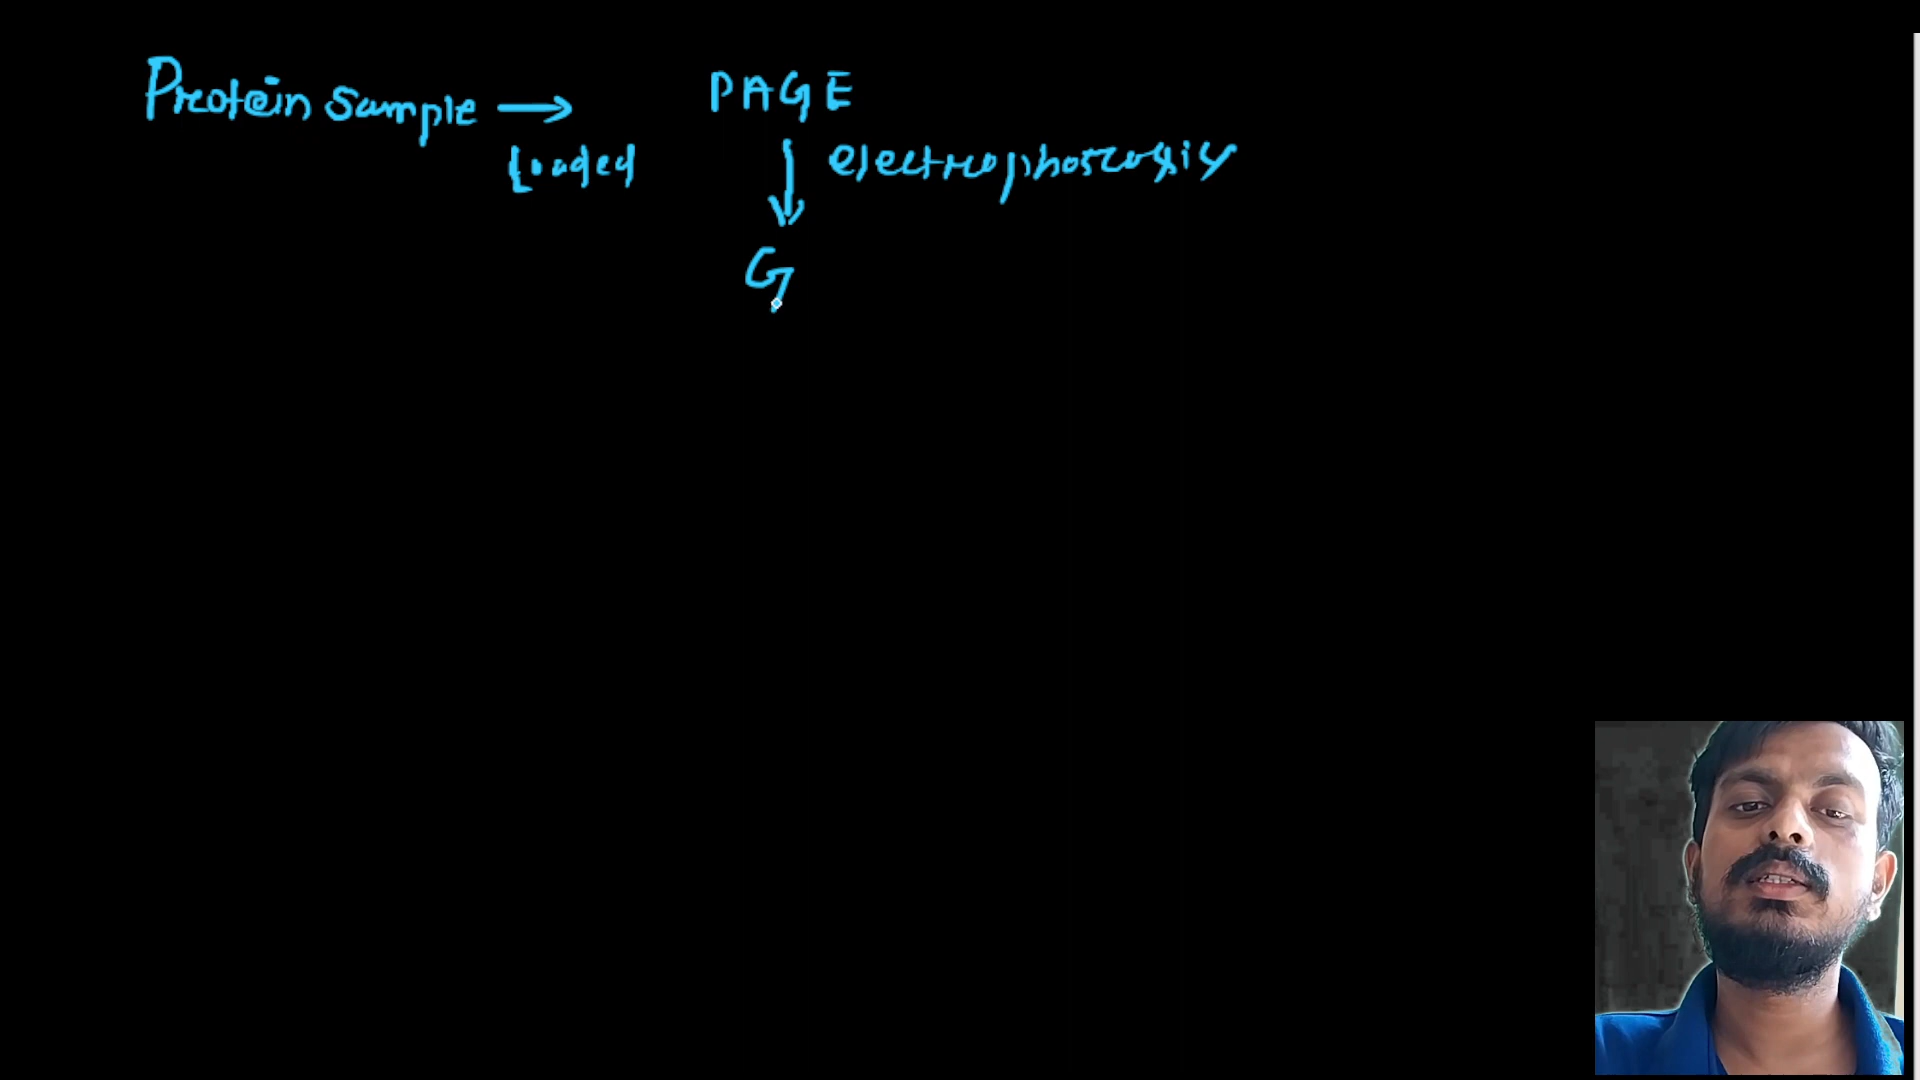 Protein Sample → PAGE
Loaded
↓ electrophoresis
G